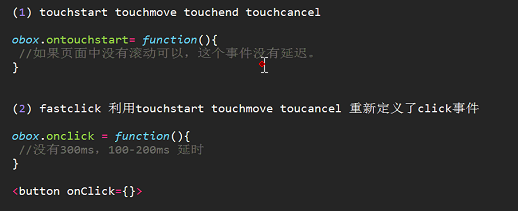 (1) touchstart touchmove touchend touchcancel
obox.ontouchstart= function(){
//如果页面中没有滚动可以，这个事件没有延迟。
}
(2) fastclick 利用touchstart touchmove toucancel 重新定义了click事件
obox.onclick = function(){
//没有300ms，100-200ms 延时
}
<button onClick={}>